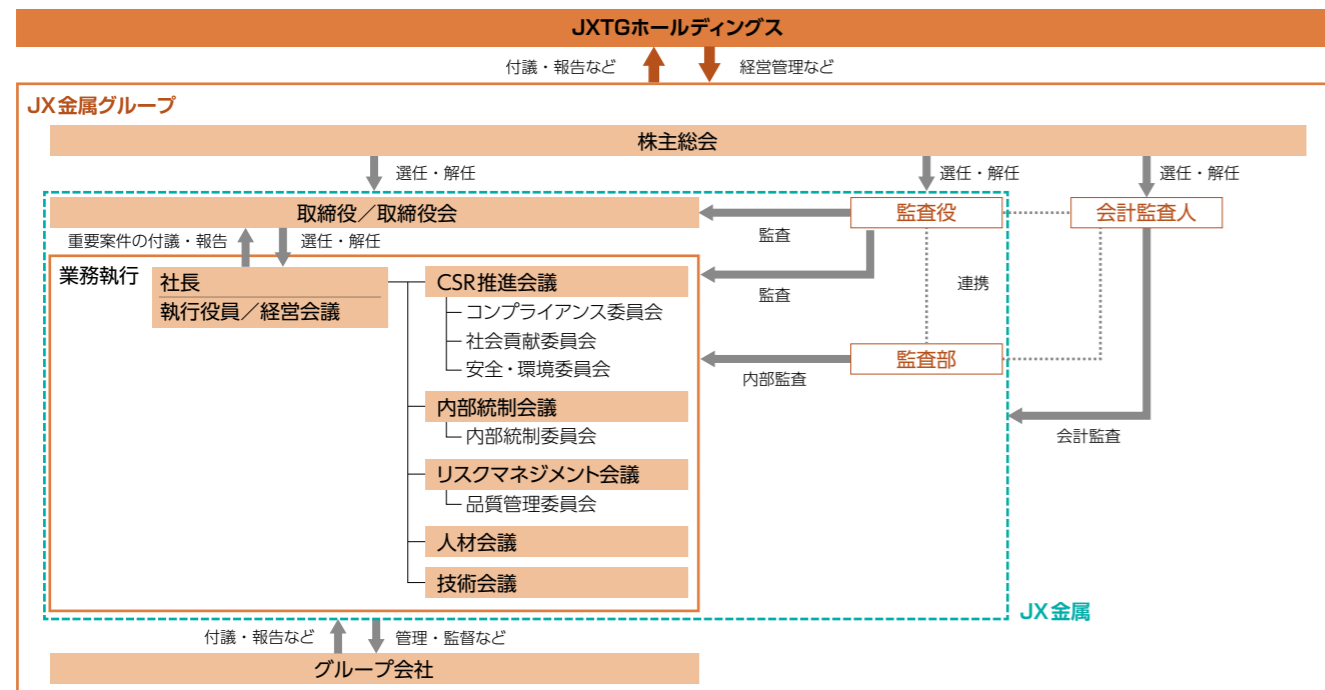 JXTGホールディングス
付議・報告など
経営管理など
JX金属グループ
株主総会
選任・解任
選任・解任
選任・解任
取締役／取締役会
監査役
会計監査人
監査
重要案件の付議・報告
選任・解任
業務執行
社長
執行役員／経営会議
CSR推進会議
コンプライアンス委員会
社会貢献委員会
安全・環境委員会
監査
連携
監査部
内部監査
内部統制会議
内部統制委員会
会計監査
リスクマネジメント会議
品質管理委員会
人材会議
技術会議
JX金属
付議・報告など
管理・監督など
グループ会社